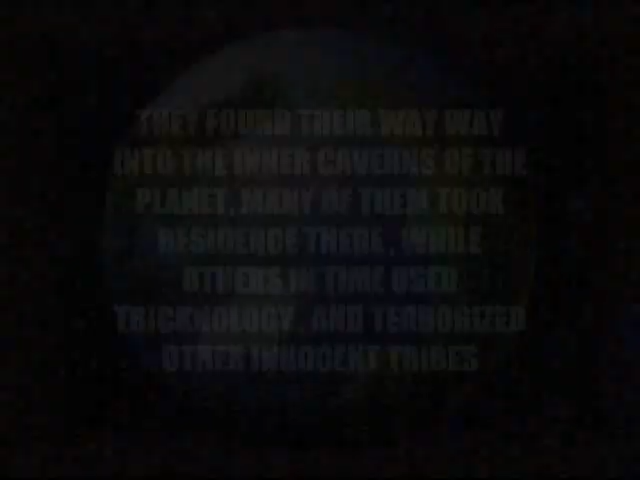 THEY FOUND THEIR WAY WAY
INTO THE INNER CAVERNS OF THE
PLANET, MANY OF THEM TOOK
RESIDENCE THERE , WHILE
OTHERS IN TIME USED
TRICKNOLOGY , AND TERRORIZED
OTHER INNOCENT TRIBES